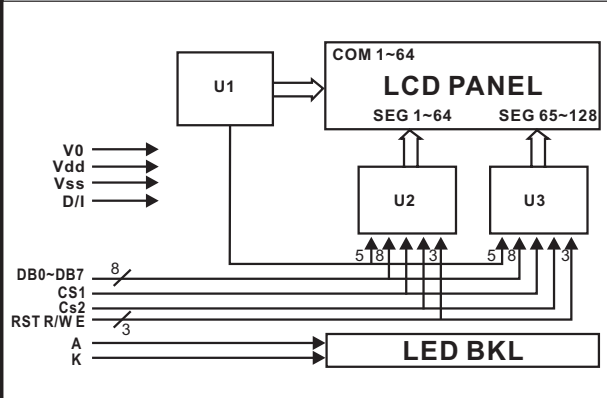 COM 1~64
U1
LCD PANEL
SEG 1~64 SEG 65~128
V0
Vdd
Vss
D/I
U2 U3
5 8 3 5 8 3
DB0~DB7 8
CS1
Cs2
RST R/W E 3
A
K
LED BKL